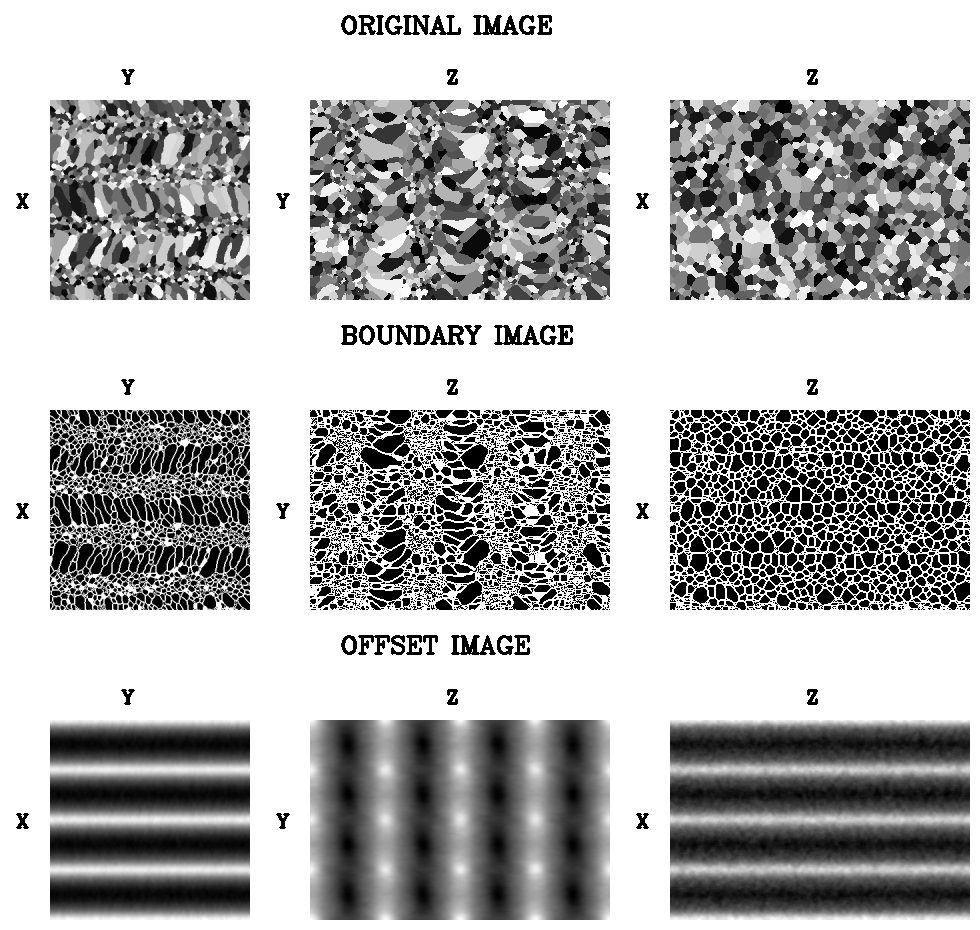 ORIGINAL IMAGE
Y Z Z
X Y X
BOUNDARY IMAGE
Y Z Z
X Y X
OFFSET IMAGE
Y Z Z
X Y X